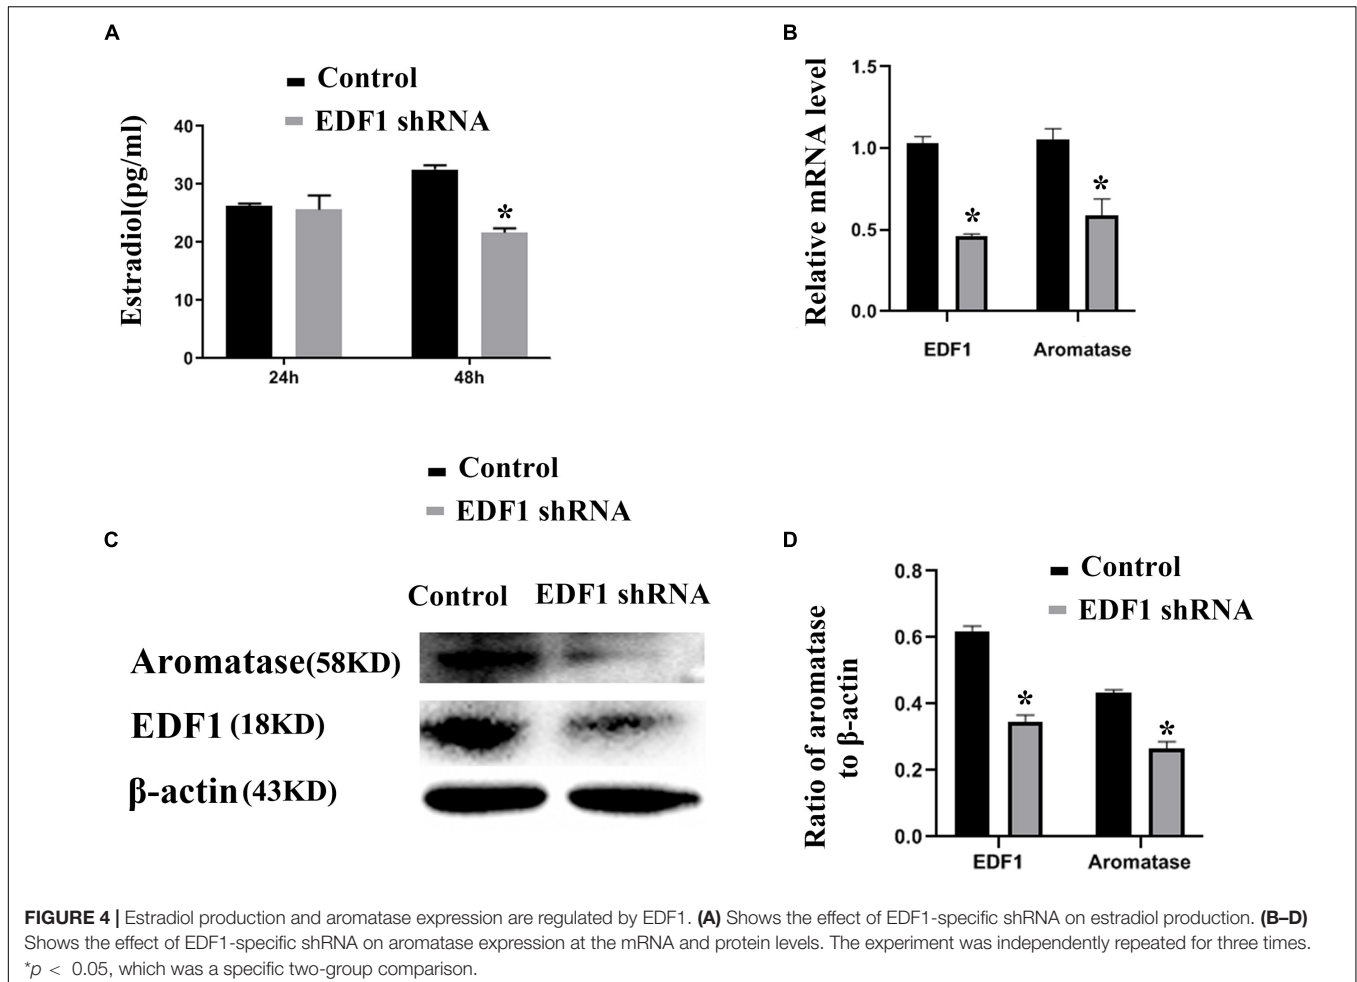 A
Control
EDF1 shRNA
Estradiol(pg/ml)
40
30
20
10
0
*
24h
48h
B
Relative mRNA level
1.5
1.0
0.5
0.0
*
*
EDF1
Aromatase
Control
EDF1 shRNA
C
Control EDF1 shRNA
Aromatase(58KD)
EDF1 (18KD)
β-actin(43KD)
D
Control
EDF1 shRNA
Ratio of aromatase
to β-actin
0.8
0.6
0.4
0.2
0.0
*
*
EDF1
Aromatase
FIGURE 4 | Estradiol production and aromatase expression are regulated by EDF1. (A) Shows the effect of EDF1-specific shRNA on estradiol production. (B–D)
Shows the effect of EDF1-specific shRNA on aromatase expression at the mRNA and protein levels. The experiment was independently repeated for three times.
*p < 0.05, which was a specific two-group comparison.